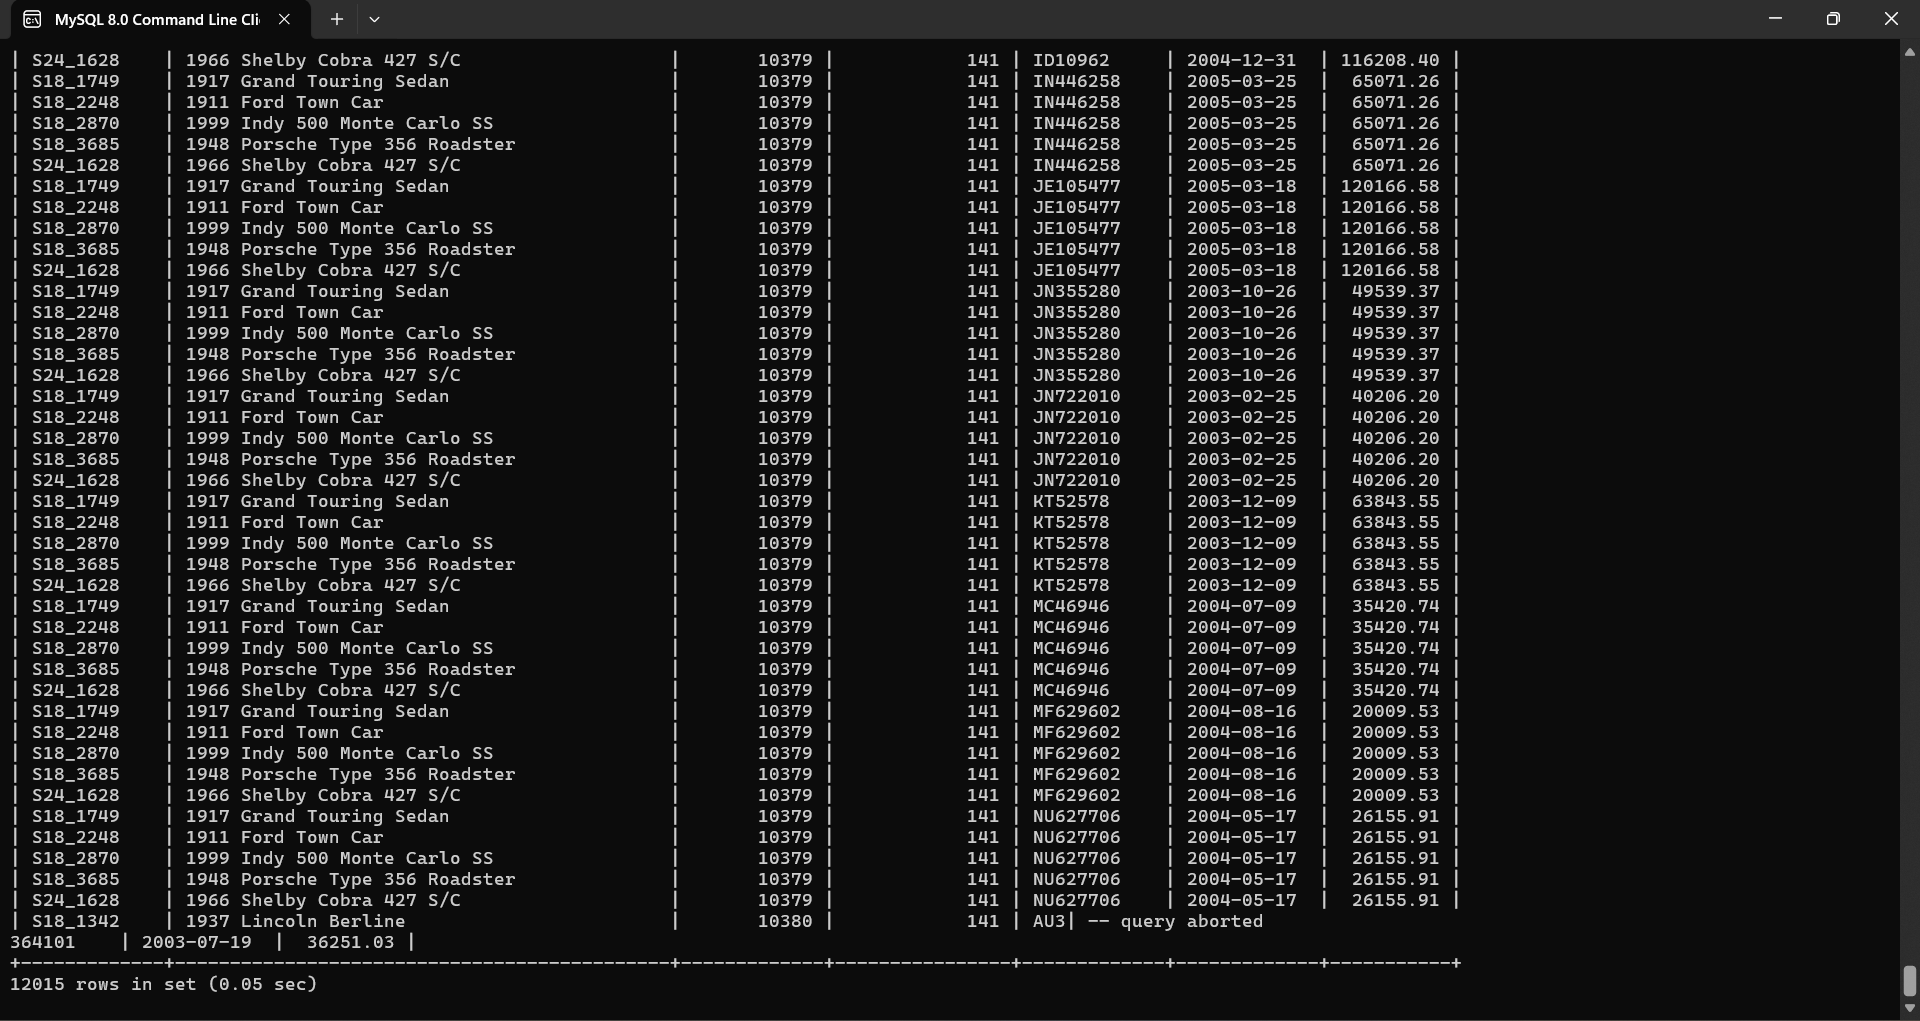 MySQL 8.0 Command Line Cli
| S24_1628    | 1966 Shelby Cobra 427 S/C                   |       10379 |            141 | ID10962     | 2004-12-31  | 116208.40 |
| S18_1749    | 1917 Grand Touring Sedan                    |       10379 |            141 | IN446258    | 2005-03-25  |  65071.26 |
| S18_2248    | 1911 Ford Town Car                          |       10379 |            141 | IN446258    | 2005-03-25  |  65071.26 |
| S18_2870    | 1999 Indy 500 Monte Carlo SS                |       10379 |            141 | IN446258    | 2005-03-25  |  65071.26 |
| S18_3685    | 1948 Porsche Type 356 Roadster              |       10379 |            141 | IN446258    | 2005-03-25  |  65071.26 |
| S24_1628    | 1966 Shelby Cobra 427 S/C                   |       10379 |            141 | IN446258    | 2005-03-25  |  65071.26 |
| S18_1749    | 1917 Grand Touring Sedan                    |       10379 |            141 | JE105477    | 2005-03-18  | 120166.58 |
| S18_2248    | 1911 Ford Town Car                          |       10379 |            141 | JE105477    | 2005-03-18  | 120166.58 |
| S18_2870    | 1999 Indy 500 Monte Carlo SS                |       10379 |            141 | JE105477    | 2005-03-18  | 120166.58 |
| S18_3685    | 1948 Porsche Type 356 Roadster              |       10379 |            141 | JE105477    | 2005-03-18  | 120166.58 |
| S24_1628    | 1966 Shelby Cobra 427 S/C                   |       10379 |            141 | JE105477    | 2005-03-18  | 120166.58 |
| S18_1749    | 1917 Grand Touring Sedan                    |       10379 |            141 | JN355280    | 2003-10-26  |  49539.37 |
| S18_2248    | 1911 Ford Town Car                          |       10379 |            141 | JN355280    | 2003-10-26  |  49539.37 |
| S18_2870    | 1999 Indy 500 Monte Carlo SS                |       10379 |            141 | JN355280    | 2003-10-26  |  49539.37 |
| S18_3685    | 1948 Porsche Type 356 Roadster              |       10379 |            141 | JN355280    | 2003-10-26  |  49539.37 |
| S24_1628    | 1966 Shelby Cobra 427 S/C                   |       10379 |            141 | JN355280    | 2003-10-26  |  49539.37 |
| S18_1749    | 1917 Grand Touring Sedan                    |       10379 |            141 | JN722010    | 2003-02-25  |  40206.20 |
| S18_2248    | 1911 Ford Town Car                          |       10379 |            141 | JN722010    | 2003-02-25  |  40206.20 |
| S18_2870    | 1999 Indy 500 Monte Carlo SS                |       10379 |            141 | JN722010    | 2003-02-25  |  40206.20 |
| S18_3685    | 1948 Porsche Type 356 Roadster              |       10379 |            141 | JN722010    | 2003-02-25  |  40206.20 |
| S24_1628    | 1966 Shelby Cobra 427 S/C                   |       10379 |            141 | JN722010    | 2003-02-25  |  40206.20 |
| S18_1749    | 1917 Grand Touring Sedan                    |       10379 |            141 | KT52578     | 2003-12-09  |  63843.55 |
| S18_2248    | 1911 Ford Town Car                          |       10379 |            141 | KT52578     | 2003-12-09  |  63843.55 |
| S18_2870    | 1999 Indy 500 Monte Carlo SS                |       10379 |            141 | KT52578     | 2003-12-09  |  63843.55 |
| S18_3685    | 1948 Porsche Type 356 Roadster              |       10379 |            141 | KT52578     | 2003-12-09  |  63843.55 |
| S24_1628    | 1966 Shelby Cobra 427 S/C                   |       10379 |            141 | KT52578     | 2003-12-09  |  63843.55 |
| S18_1749    | 1917 Grand Touring Sedan                    |       10379 |            141 | MC46946     | 2004-07-09  |  35420.74 |
| S18_2248    | 1911 Ford Town Car                          |       10379 |            141 | MC46946     | 2004-07-09  |  35420.74 |
| S18_2870    | 1999 Indy 500 Monte Carlo SS                |       10379 |            141 | MC46946     | 2004-07-09  |  35420.74 |
| S18_3685    | 1948 Porsche Type 356 Roadster              |       10379 |            141 | MC46946     | 2004-07-09  |  35420.74 |
| S24_1628    | 1966 Shelby Cobra 427 S/C                   |       10379 |            141 | MC46946     | 2004-07-09  |  35420.74 |
| S18_1749    | 1917 Grand Touring Sedan                    |       10379 |            141 | MF629602    | 2004-08-16  |  20009.53 |
| S18_2248    | 1911 Ford Town Car                          |       10379 |            141 | MF629602    | 2004-08-16  |  20009.53 |
| S18_2870    | 1999 Indy 500 Monte Carlo SS                |       10379 |            141 | MF629602    | 2004-08-16  |  20009.53 |
| S18_3685    | 1948 Porsche Type 356 Roadster              |       10379 |            141 | MF629602    | 2004-08-16  |  20009.53 |
| S24_1628    | 1966 Shelby Cobra 427 S/C                   |       10379 |            141 | MF629602    | 2004-08-16  |  20009.53 |
| S18_1749    | 1917 Grand Touring Sedan                    |       10379 |            141 | NU627706    | 2004-05-17  |  26155.91 |
| S18_2248    | 1911 Ford Town Car                          |       10379 |            141 | NU627706    | 2004-05-17  |  26155.91 |
| S18_2870    | 1999 Indy 500 Monte Carlo SS                |       10379 |            141 | NU627706    | 2004-05-17  |  26155.91 |
| S18_3685    | 1948 Porsche Type 356 Roadster              |       10379 |            141 | NU627706    | 2004-05-17  |  26155.91 |
| S24_1628    | 1966 Shelby Cobra 427 S/C                   |       10379 |            141 | NU627706    | 2004-05-17  |  26155.91 |
| S18_1342    | 1937 Lincoln Berline                        |       10380 |            141 | AU3| -- query aborted
364101    | 2003-07-19  |  36251.03 |
+-------------+---------------------------------------------+-------------+----------------+-------------+-------------+-----------+
12015 rows in set (0.05 sec)